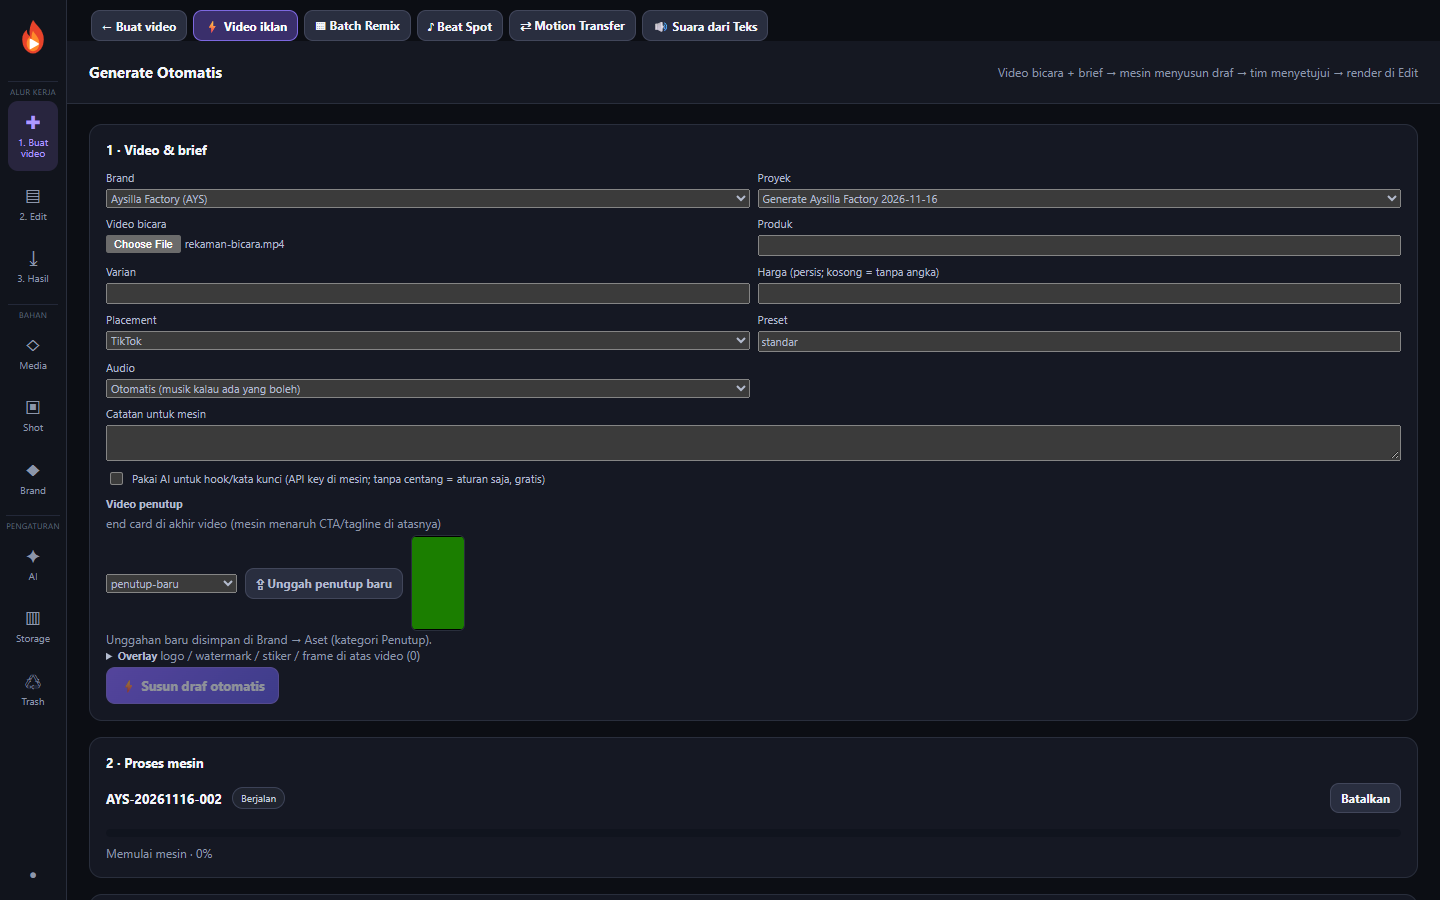 ← Buat video
Video iklan
Batch Remix
Beat Spot
Motion Transfer
Suara dari Teks
Generate Otomatis
Video bicara + brief → mesin menyusun draf → tim menyetujui → render di Edit
ALUR KERJA
1. Buat video
2. Edit
3. Hasil
BAHAN
Media
Shot
Brand
PENGATURAN
AI
Storage
Trash
1 · Video & brief
Brand
Aysilla Factory (AYS)
Proyek
Generate Aysilla Factory 2026-11-16
Video bicara
Choose File rekaman-bicara.mp4
Produk
Varian
Harga (persis; kosong = tanpa angka)
Placement
TikTok
Preset
standar
Audio
Otomatis (musik kalau ada yang boleh)
Catatan untuk mesin
Pakai AI untuk hook/kata kunci (API key di mesin; tanpa centang = aturan saja, gratis)
Video penutup
end card di akhir video (mesin menaruh CTA/tagline di atasnya)
penutup-baru
Unggah penutup baru
Unggahan baru disimpan di Brand → Aset (kategori Penutup).
Overlay logo / watermark / stiker / frame di atas video (0)
Susun draf otomatis
2 · Proses mesin
AYS-20261116-002 Berjalan
Batalkan
Memulai mesin · 0%